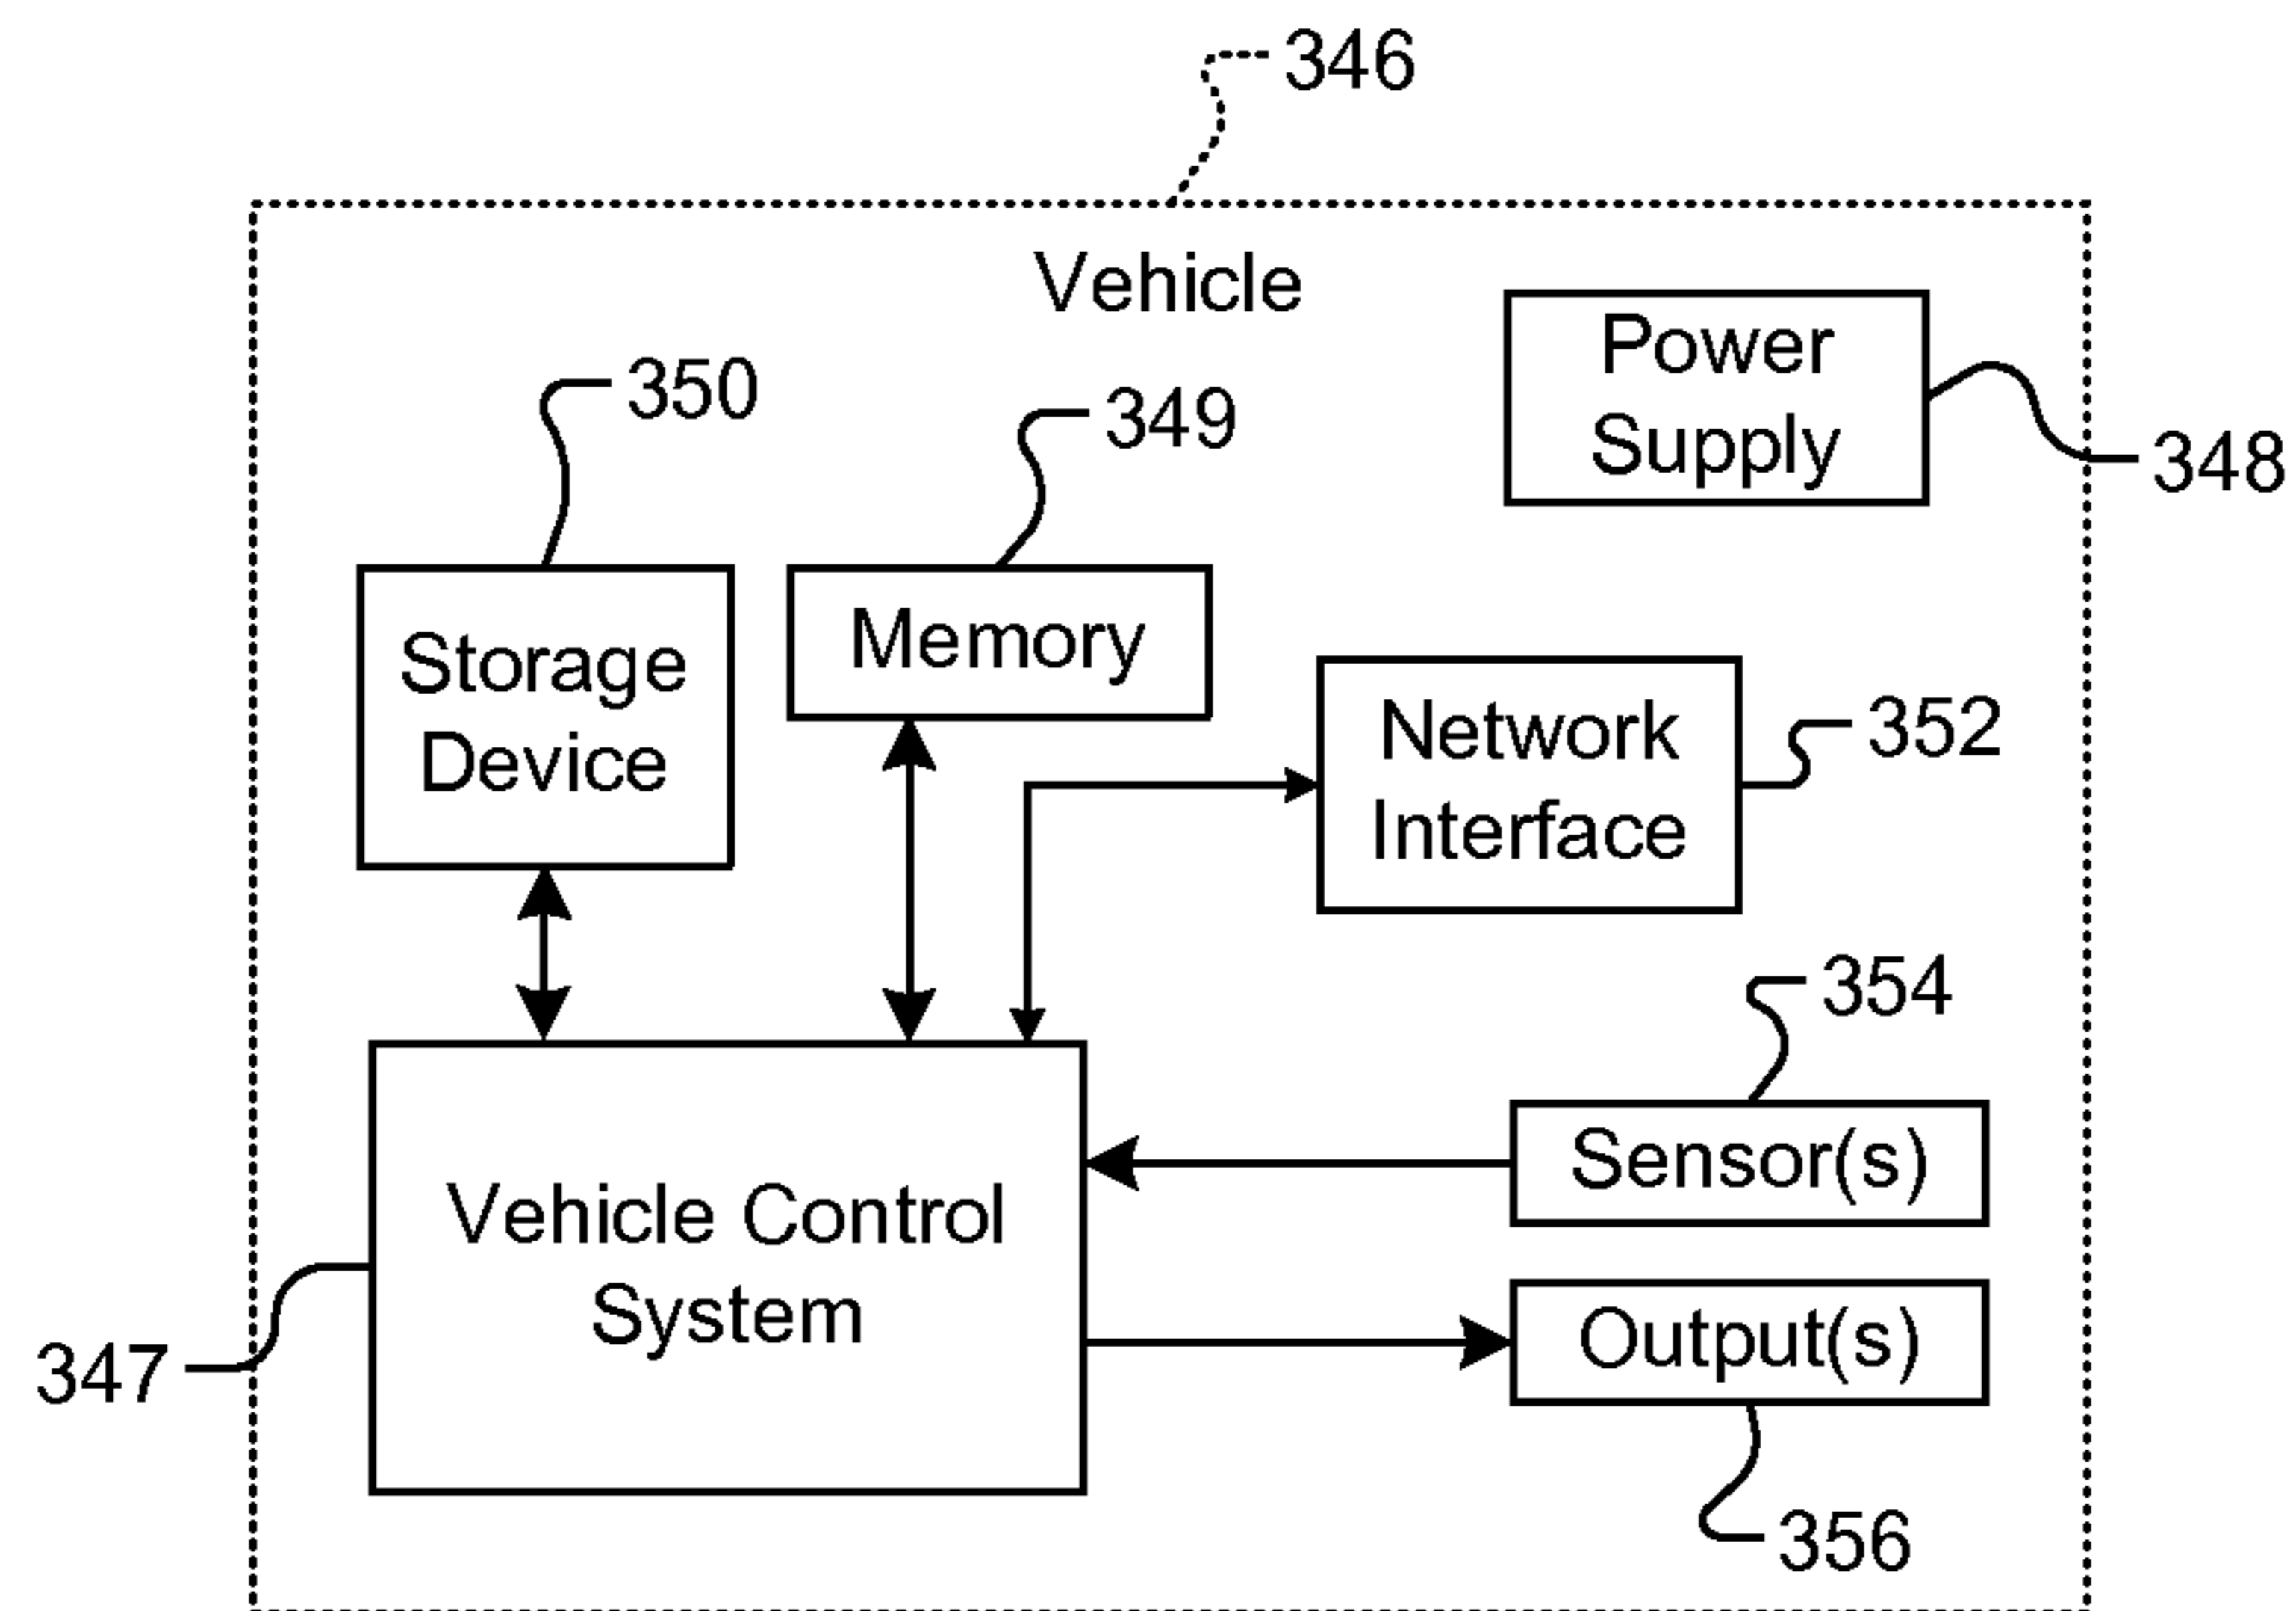 346
Vehicle
Power
Supply
348
350
349
Storage
Device
Memory
Network
Interface
352
354
Sensor(s)
Vehicle Control
System
Output(s)
347
356